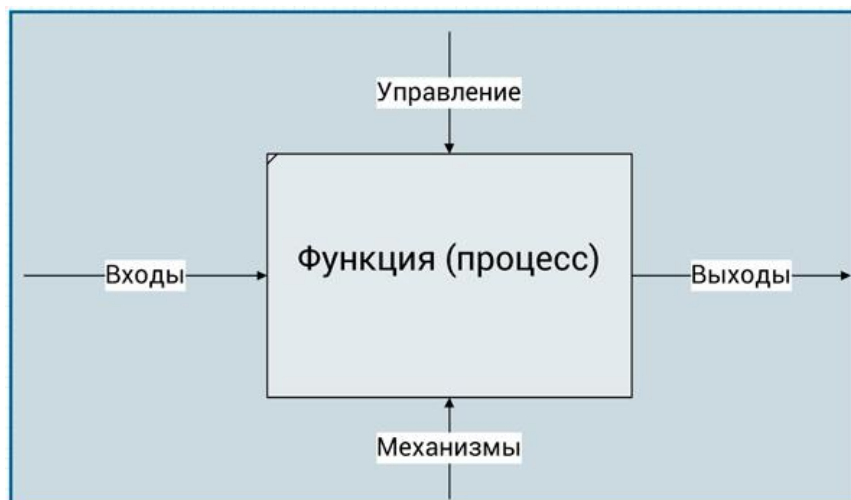 Управление
Функция (процесс)
Входы
Выходы
Механизмы